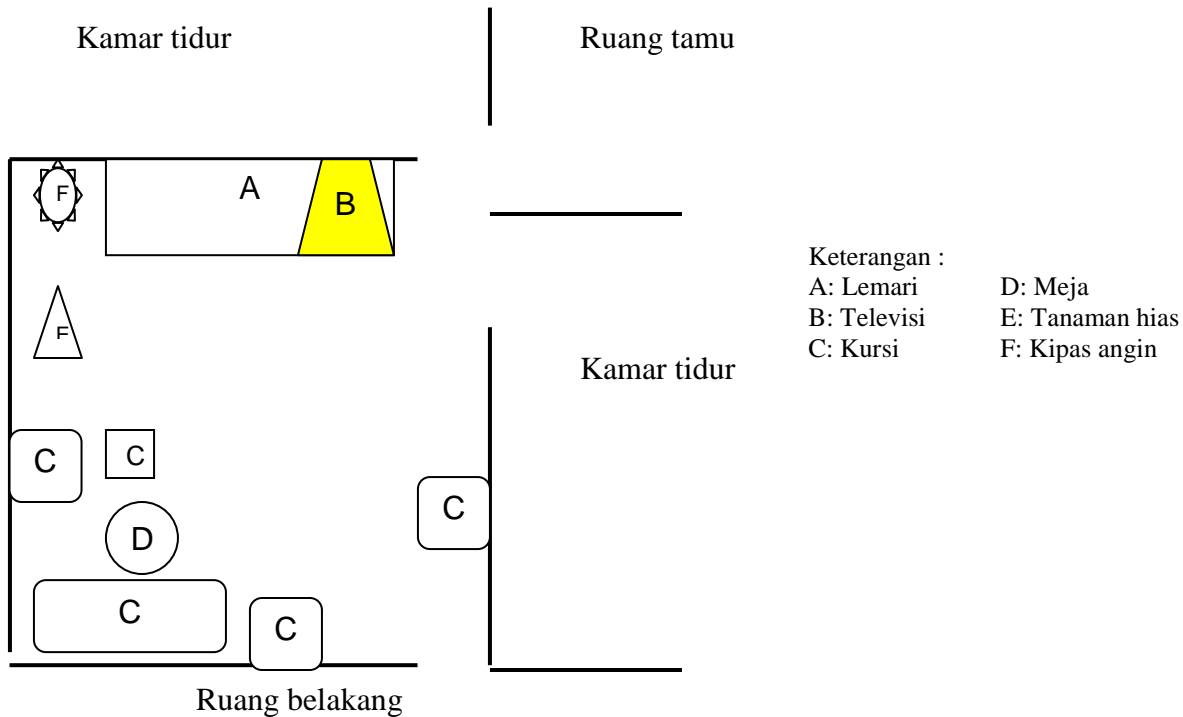 Kamar tidur
Ruang tamu
F
A
B
Keterangan :
A: Lemari
D: Meja
B: Televisi
E: Tanaman hias
C: Kursi
F: Kipas angin
F
Kamar tidur
C
C
C
D
C
C
Ruang belakang